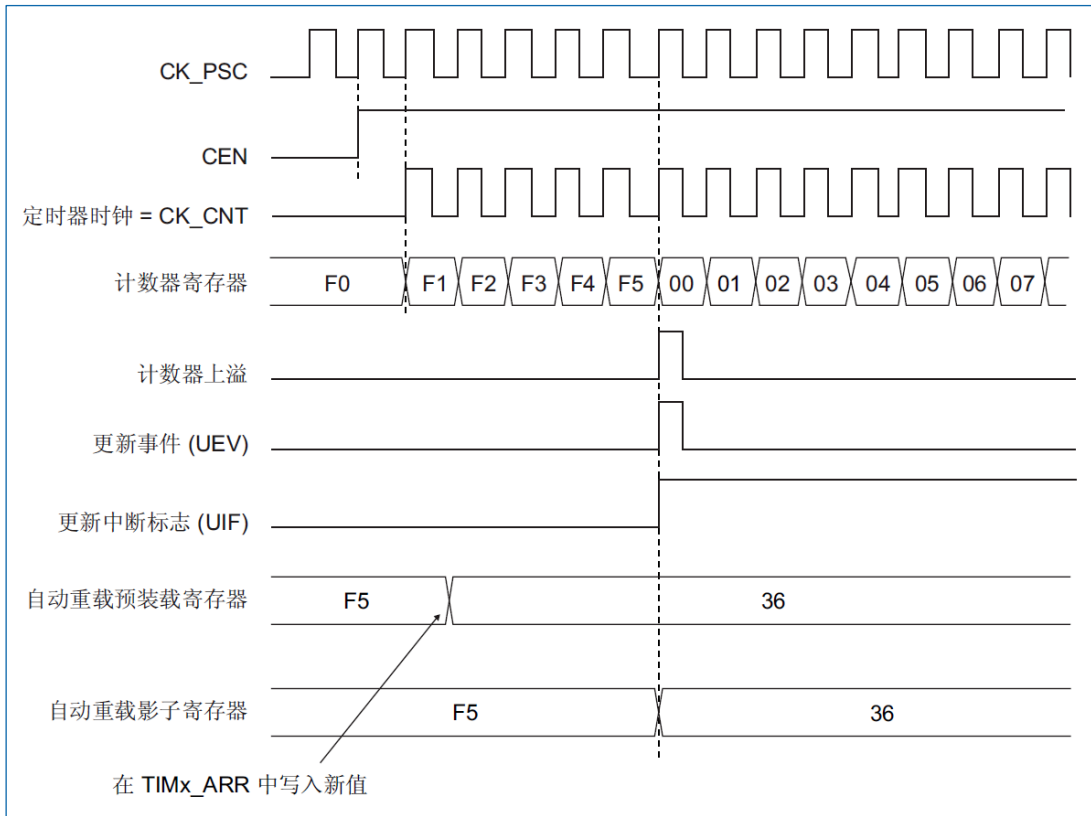 CK_PSC
CEN
定时器时钟 = CK_CNT
计数器寄存器 F0 F1 F2 F3 F4 F5 00 01 02 03 04 05 06 07
计数器上溢
更新事件 (UEV)
更新中断标志 (UIF)
自动重载预装载寄存器 F5 36
自动重载影子寄存器 F5 36
在 TIMx_ARR 中写入新值